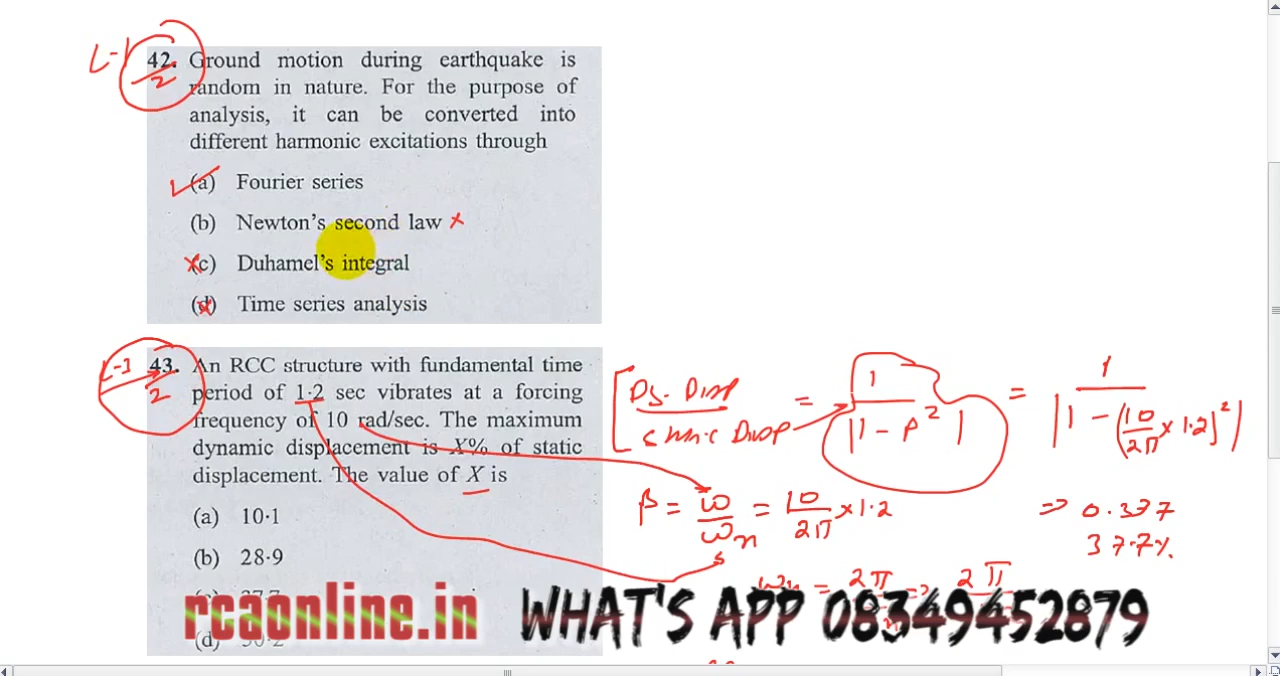 42. Ground motion during earthquake is
random in nature. For the purpose of
analysis, it can be converted into
different harmonic excitations through
(a) Fourier series
(b) Newton's second law ×
(c) Duhamel's integral
(d) Time series analysis
L-1
2
43. An RCC structure with fundamental time
period of 1·2 sec vibrates at a forcing
frequency of 10 rad/sec. The maximum
dynamic displacement is X% of static
displacement. The value of X is
(a) 10·1
(b) 28·9
(d)
2
Disp = 1 / |1 - β²| = 1 / |1 - (10/2π × 1.2)²|
Disp
β = ω/ωn = 10/2π × 1.2
⇒ 0.377
37.7%
ωn = 2π ⇒ 2π
rcaonline.in WHAT'S APP 08349452879